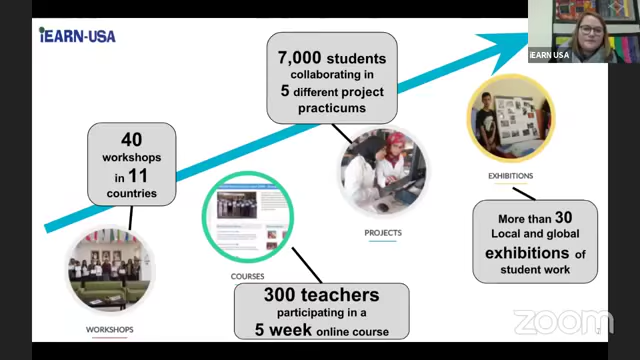 iEARN-USA
iEARN USA
7,000 students
collaborating in
5 different project
practicums
40
workshops
in 11
countries
EXHIBITIONS
PROJECTS
More than 30
Local and global
exhibitions of
student work
COURSES
300 teachers
participating in a
5 week online course
WORKSHOPS
zoom